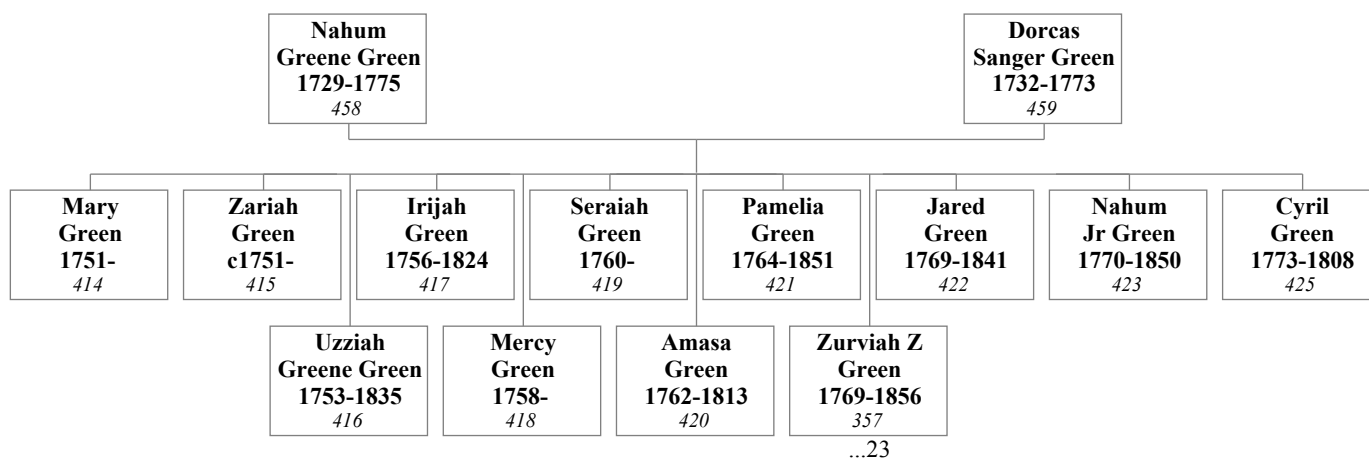 Nahum
Greene Green
1729-1775
458
Dorcas
Sanger Green
1732-1773
459
Mary
Green
1751-
414
Zariah
Green
c1751-
415
Irijah
Green
1756-1824
417
Seraiah
Green
1760-
419
Pamelia
Green
1764-1851
421
Jared
Green
1769-1841
422
Nahum
Jr Green
1770-1850
423
Cyril
Green
1773-1808
425
Uzziah
Greene Green
1753-1835
416
Mercy
Green
1758-
418
Amasa
Green
1762-1813
420
Zurviah Z
Green
1769-1856
357
...23